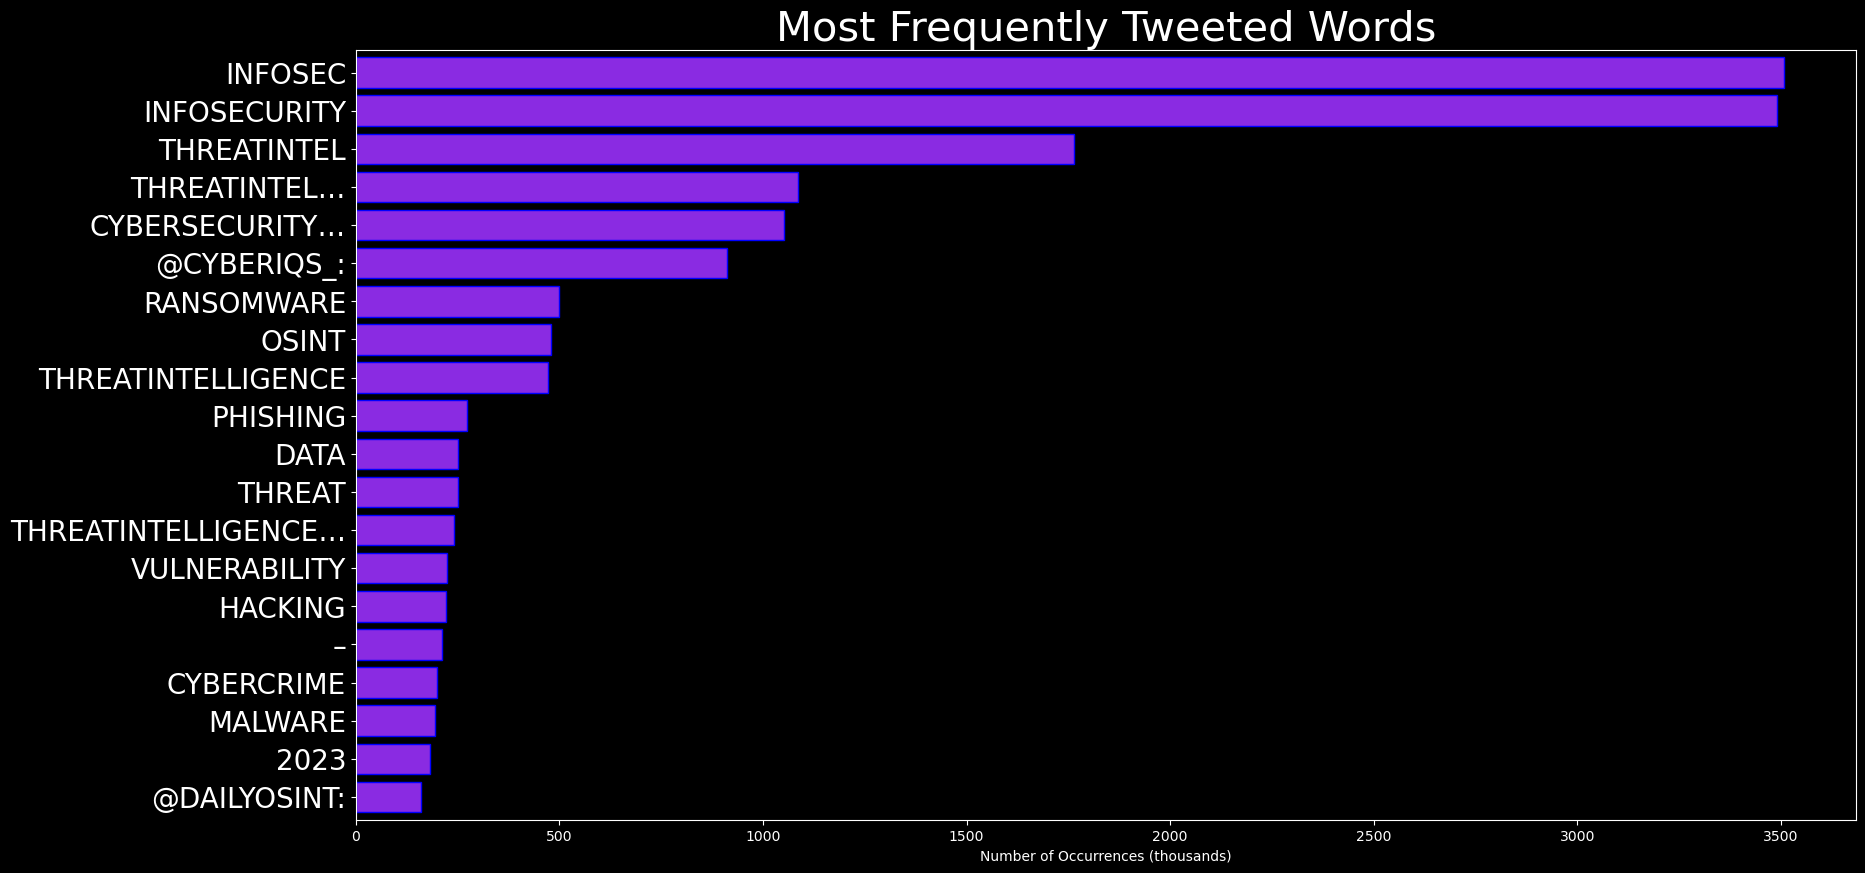 Most Frequently Tweeted Words
INFOSEC
INFOSECURITY
THREATINTEL
THREATINTEL…
CYBERSECURITY…
@CYBERIQS_:
RANSOMWARE
OSINT
THREATINTELLIGENCE
PHISHING
DATA
THREAT
THREATINTELLIGENCE…
VULNERABILITY
HACKING
–
CYBERCRIME
MALWARE
2023
@DAILYOSINT:
0 500 1000 1500 2000 2500 3000 3500
Number of Occurrences (thousands)